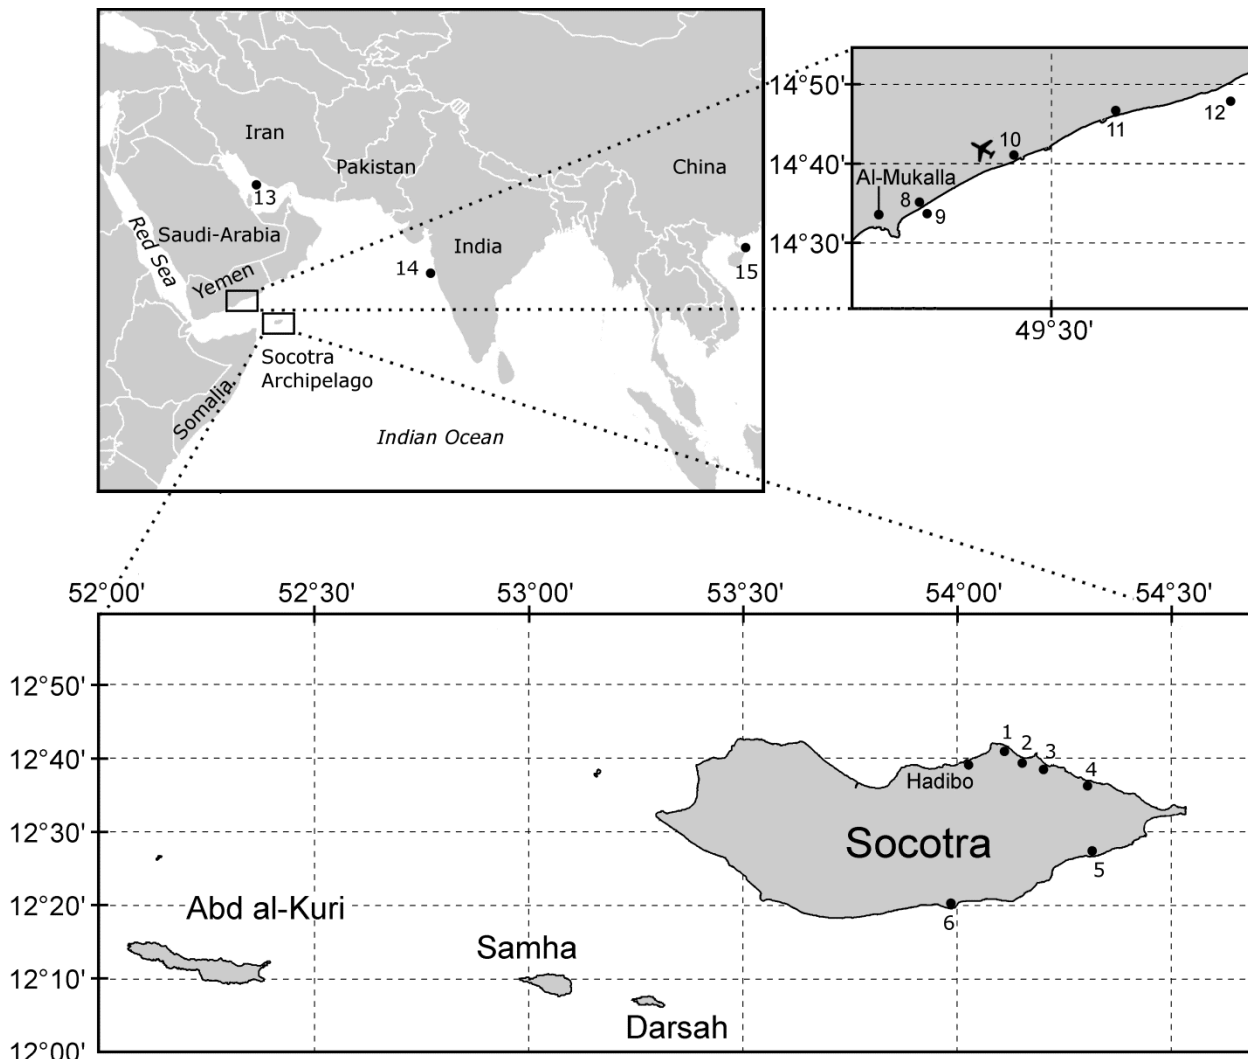 Iran
Pakistan
China
13
Red Sea
Saudi-Arabia
India
14
15
Yemen
Socotra
Archipelago
Somalia
Indian Ocean
14°50'
12
11
10
14°40'
Al-Mukalla
8
9
14°30'
49°30'
52°00' 52°30' 53°00' 53°30' 54°00' 54°30'
12°50'
1
2
3
12°40'
4
Hadibo
12°30'
Socotra
5
12°20'
Abd al-Kuri
6
Samha
12°10'
Darsah
12°00'